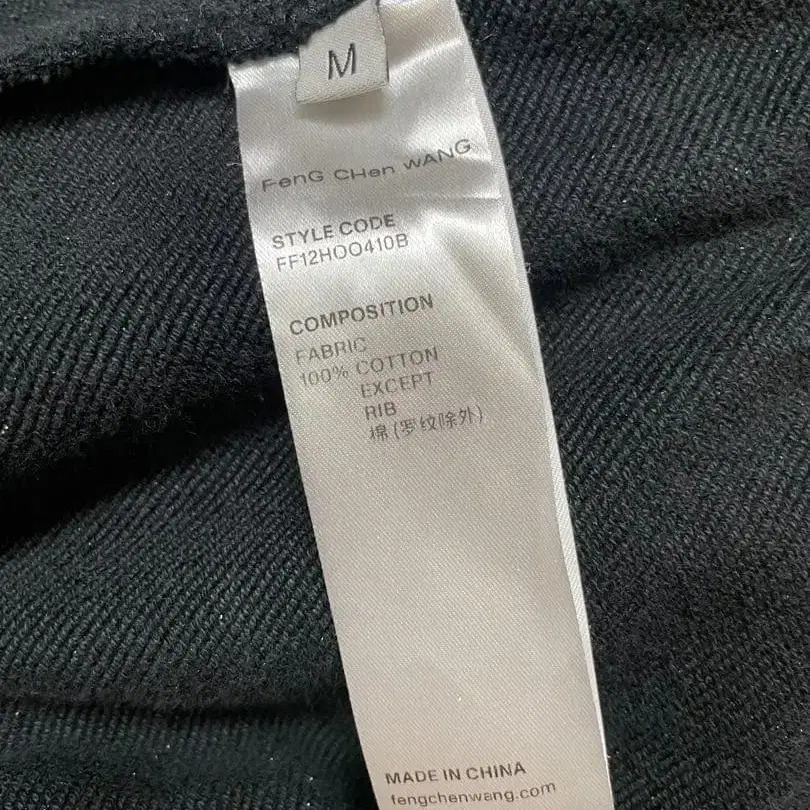 M
FenG CHen WANG
STYLE CODE
FF12HOO410B
COMPOSITION
FABRIC
100% COTTON
EXCEPT
RIB
棉 (罗纹除外)
MADE IN CHINA
fengchenwang.com